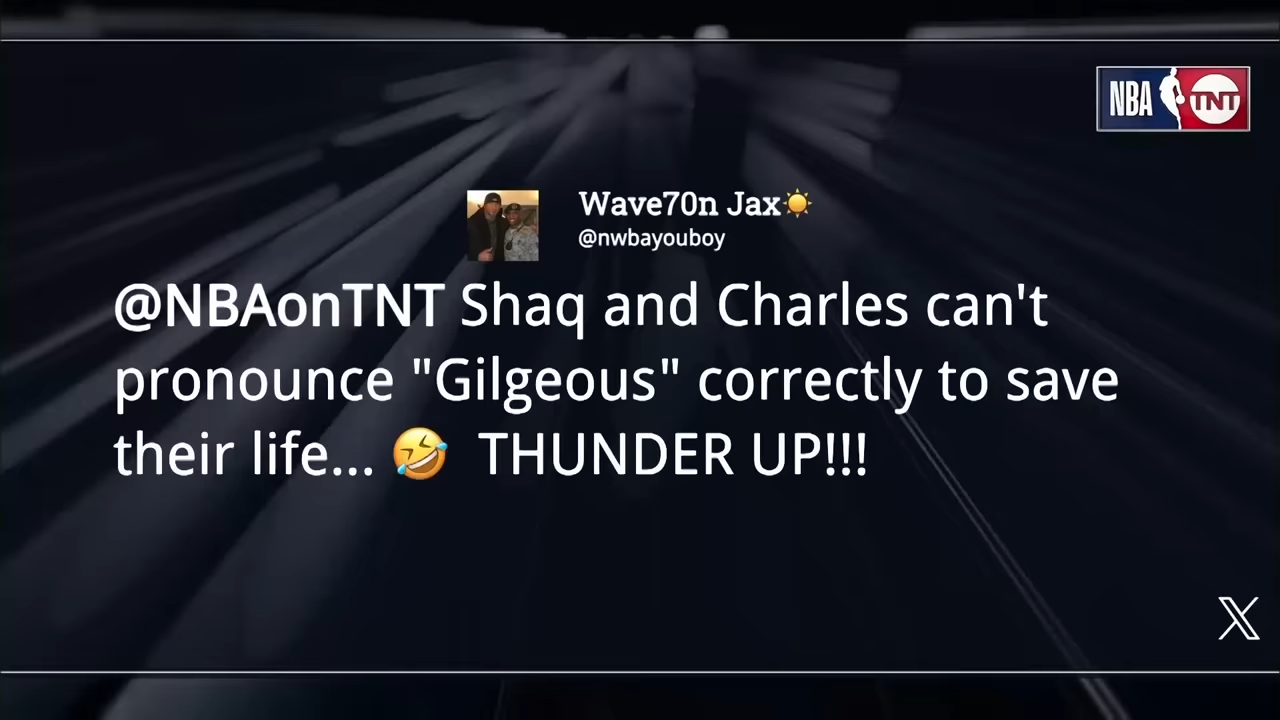 NBA TNT
Wave70n Jax☀️
@nwbayouboy
@NBAonTNT Shaq and Charles can't
pronounce "Gilgeous" correctly to save
their life... 🤣 THUNDER UP!!!
X